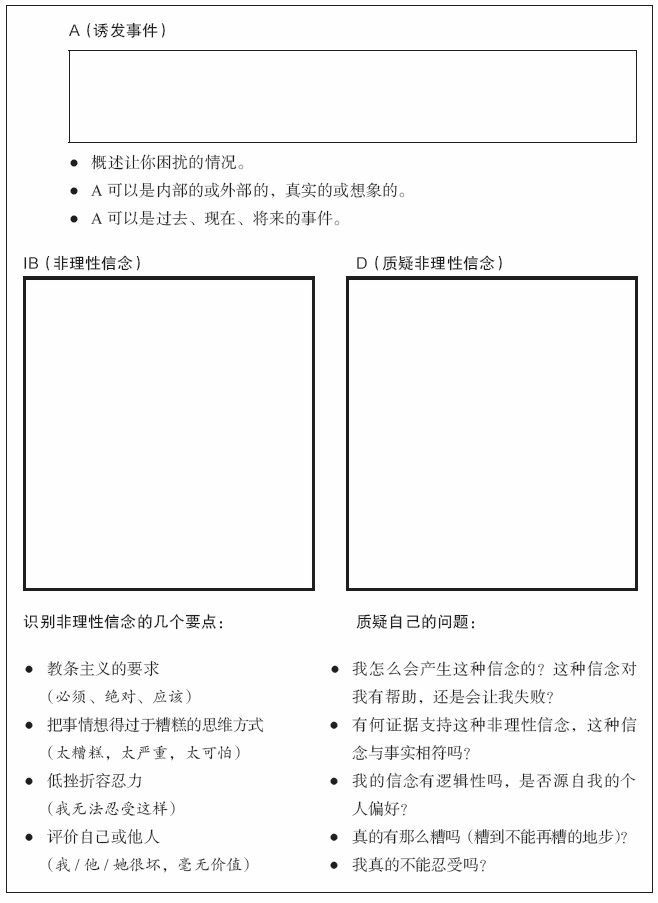 A（诱发事件）
● 概述让你困扰的情况。
● A 可以是内部的或外部的，真实的或想象的。
● A 可以是过去、现在、将来的事件。
IB（非理性信念）
D（质疑非理性信念）
识别非理性信念的几个要点：
● 教条主义的要求
（必须、绝对、应该）
● 把事情想得过于糟糕的思维方式
（太糟糕，太严重，太可怕）
● 低挫折容忍力
（我无法忍受这样）
● 评价自己或他人
（我/他/她很坏，毫无价值）
质疑自己的问题：
● 我怎么会产生这种信念的？这种信念对
我有帮助，还是会让我失败？
● 有何证据支持这种非理性信念，这种信
念与事实相符吗？
● 我的信念有逻辑性吗，是否源自我的个
人偏好？
● 真的有那么糟吗（糟到不能再糟的地步）？
● 我真的不能忍受吗？